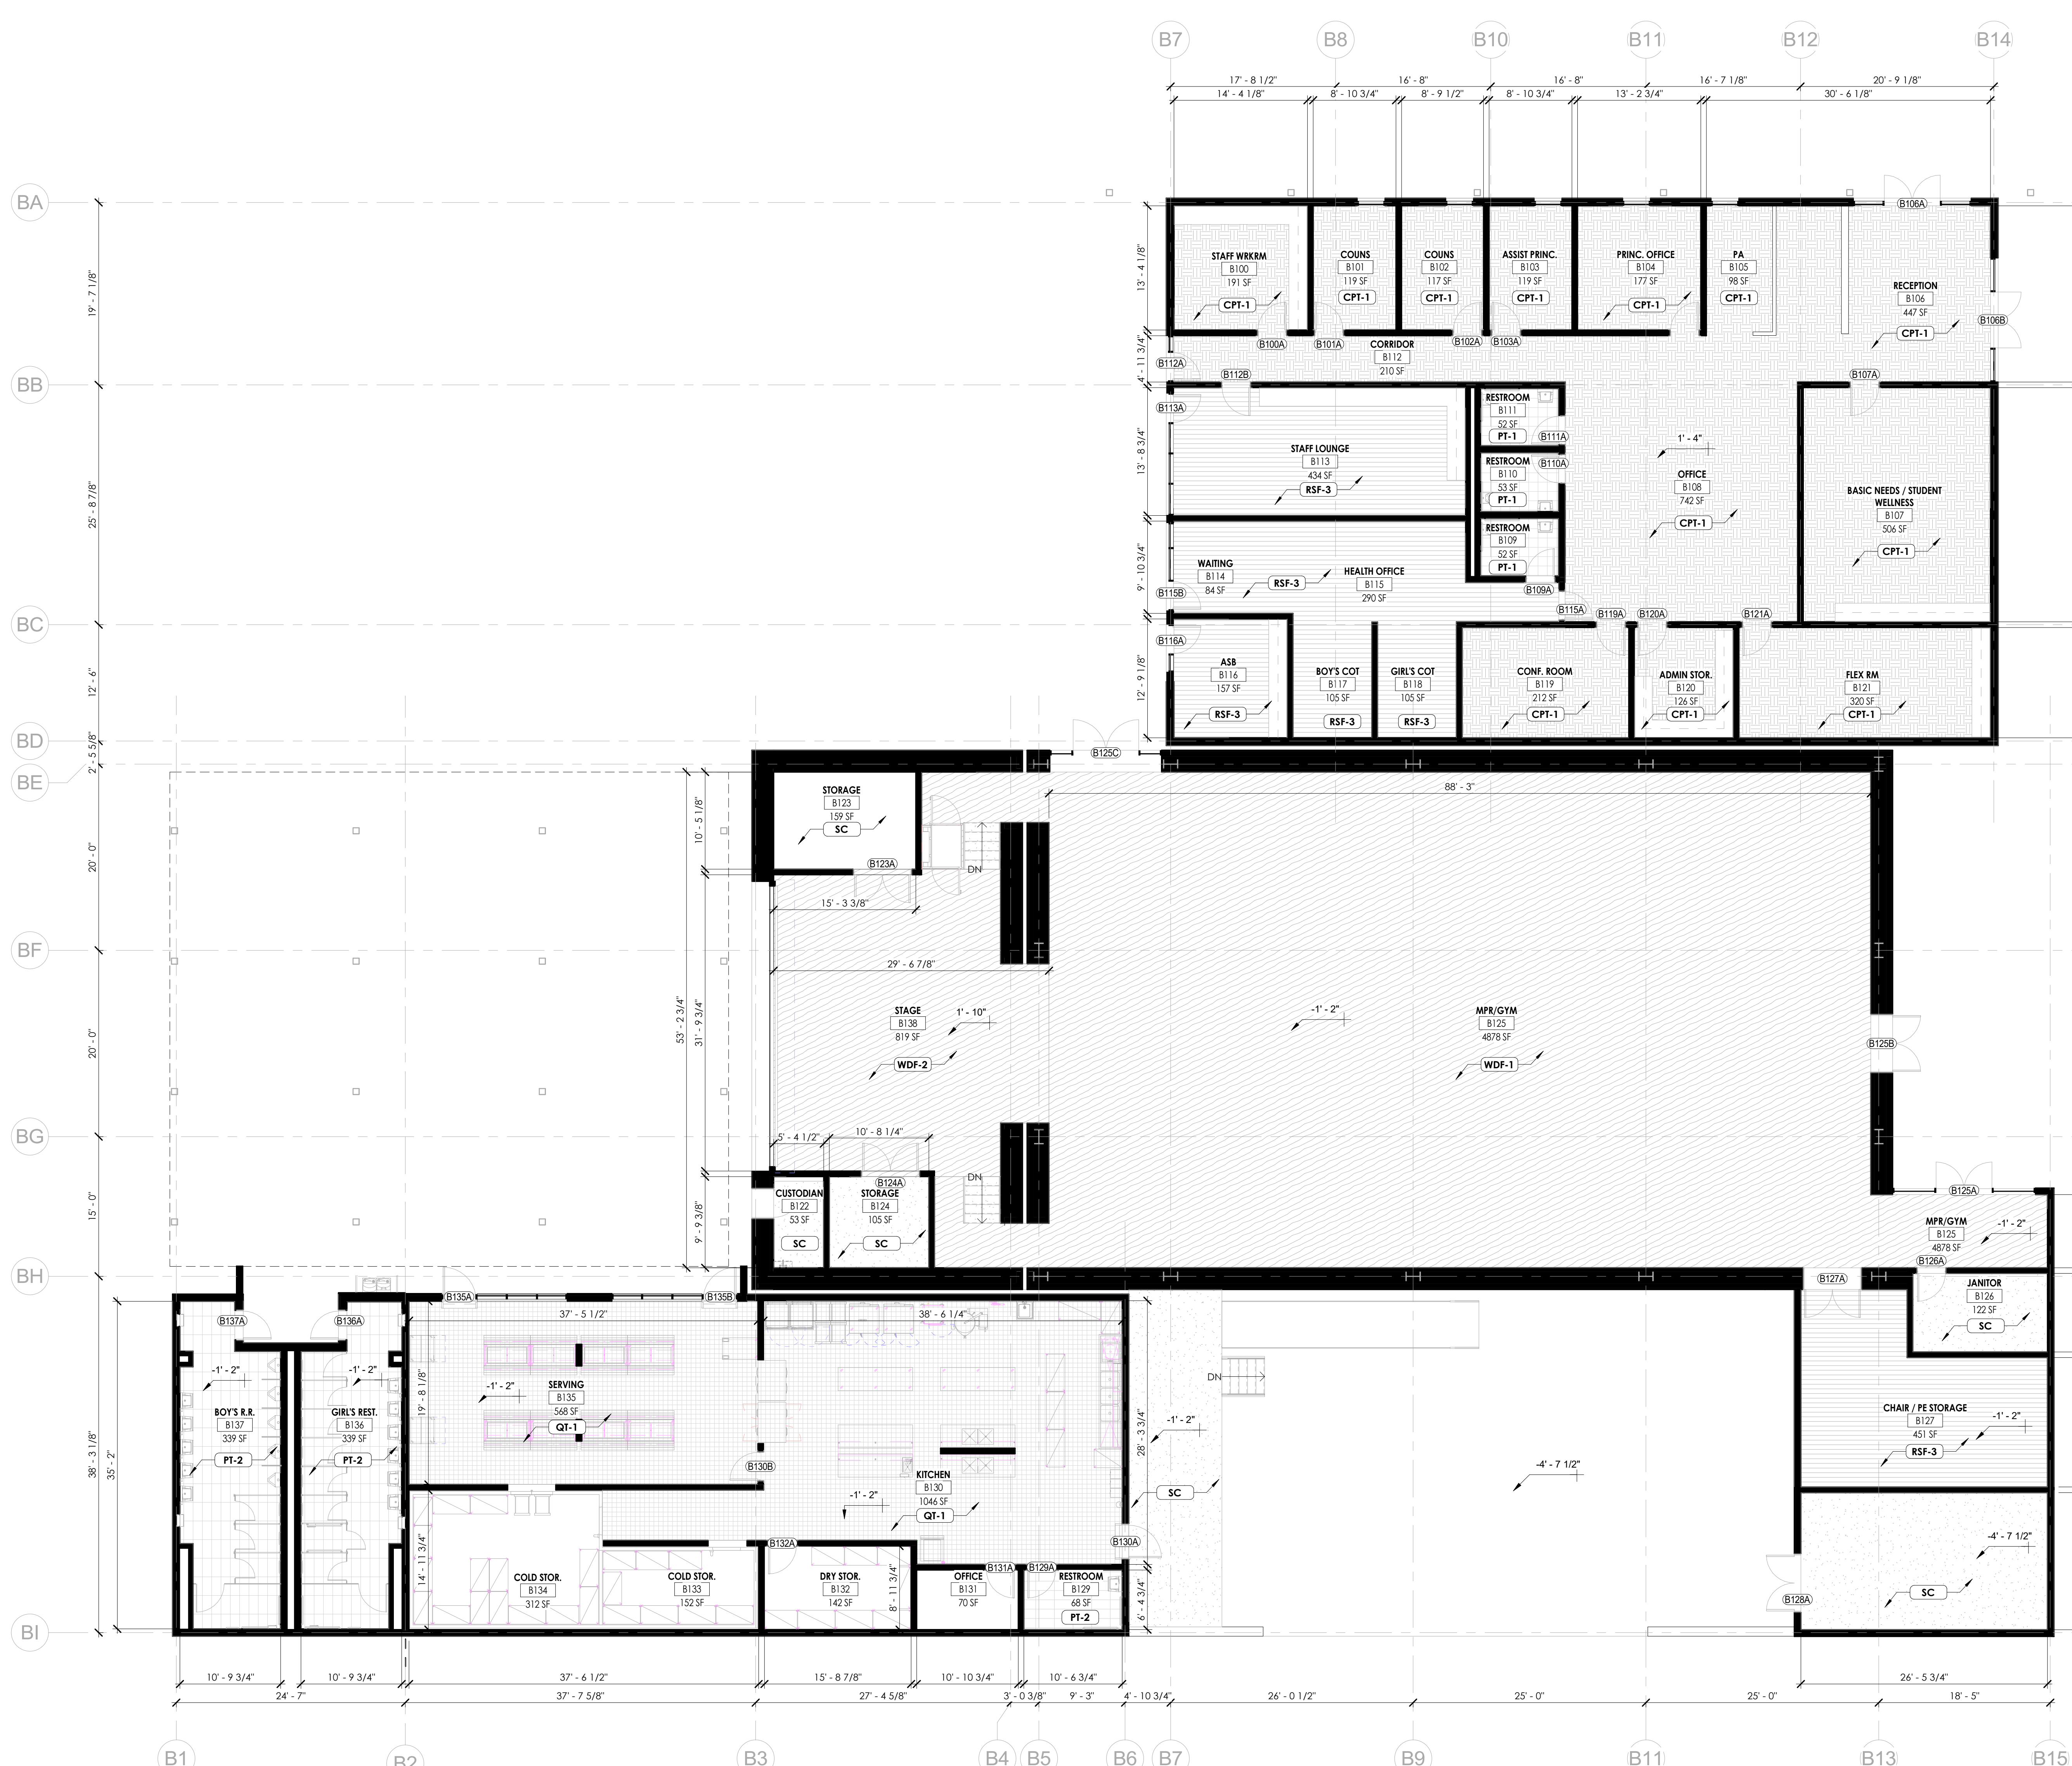 B7 B8 B10 B11 B12 B14
17' - 8 1/2" 16' - 8" 16' - 8" 16' - 7 1/8" 20' - 9 1/8"
14' - 4 1/8" 8' - 10 3/4" 8' - 9 1/2" 8' - 10 3/4" 13' - 2 3/4" 30' - 6 1/8"
BA
B106A
19' - 7 1/8"
13' - 4 1/8"
STAFF WRKRM
B100
191 SF
CPT-1
COUNS
B101
119 SF
CPT-1
COUNS
B102
117 SF
CPT-1
ASSIST PRINC.
B103
119 SF
CPT-1
PRINC. OFFICE
B104
177 SF
CPT-1
PA
B105
98 SF
CPT-1
RECEPTION
B106
447 SF
CPT-1
B106B
B100A
B101A
B102A
B103A
4' - 11 3/4"
CORRIDOR
B112
210 SF
B112A
B112B
B107A
BB
B113A
25' - 8 7/8"
13' - 8 3/4"
STAFF LOUNGE
B113
434 SF
RSF-3
RESTROOM
B111
52 SF
PT-1
B111A
RESTROOM
B110
53 SF
PT-1
B110A
RESTROOM
B109
52 SF
PT-1
B109A
1' - 4"
OFFICE
B108
742 SF
CPT-1
BASIC NEEDS / STUDENT
WELLNESS
B107
506 SF
CPT-1
9' - 10 3/4"
WAITING
B114
84 SF
RSF-3
HEALTH OFFICE
B115
290 SF
B115B
B115A
B119A
B120A
B121A
BC
B116A
12' - 6"
12' - 9 1/8"
ASB
B116
157 SF
RSF-3
BOY'S COT
B117
105 SF
RSF-3
GIRL'S COT
B118
105 SF
RSF-3
CONF. ROOM
B119
212 SF
CPT-1
ADMIN STOR.
B120
126 SF
CPT-1
FLEX RM
B121
320 SF
CPT-1
BD
2' - 5 5/8"
B125C
BE
88' - 3"
20' - 0"
10' - 5 1/8"
STORAGE
B123
159 SF
SC
B123A
DN
15' - 3 3/8"
BF
29' - 6 7/8"
53' - 2 3/4"
31' - 9 3/4"
20' - 0"
STAGE
B138
819 SF
1' - 10"
WDF-2
-1' - 2"
MPR/GYM
B125
4878 SF
WDF-1
B125B
BG
5' - 4 1/2"
10' - 8 1/4"
15' - 0"
9' - 9 3/8"
B124A
DN
CUSTODIAN
B122
53 SF
SC
STORAGE
B124
105 SF
SC
B125A
MPR/GYM
B125
4878 SF
-1' - 2"
B126A
BH
B127A
JANITOR
B126
122 SF
SC
B135A
B135B
B137A
B136A
37' - 5 1/2"
38' - 6 1/4"
38' - 3 1/8"
35' - 2"
19' - 8 1/8"
28' - 3 3/4"
-1' - 2"
-1' - 2"
-1' - 2"
BOY'S R.R.
B137
339 SF
PT-2
GIRL'S REST.
B136
339 SF
PT-2
SERVING
B135
568 SF
QT-1
DN
-1' - 2"
SC
CHAIR / PE STORAGE
B127
451 SF
-1' - 2"
RSF-3
B130B
KITCHEN
B130
1046 SF
-1' - 2"
QT-1
-4' - 7 1/2"
B130A
14' - 11 3/4"
B132A
B131A
B129A
8' - 11 3/4"
6' - 4 3/4"
COLD STOR.
B134
312 SF
COLD STOR.
B133
152 SF
DRY STOR.
B132
142 SF
OFFICE
B131
70 SF
RESTROOM
B129
68 SF
PT-2
-4' - 7 1/2"
SC
B128A
BI
10' - 9 3/4" 10' - 9 3/4" 37' - 6 1/2" 15' - 8 7/8" 10' - 10 3/4" 10' - 6 3/4" 26' - 5 3/4"
24' - 7" 37' - 7 5/8" 27' - 4 5/8" 3' - 0 3/8" 9' - 3" 4' - 10 3/4" 26' - 0 1/2" 25' - 0" 25' - 0" 18' - 5"
B1 B2 B3 B4 B5 B6 B7 B9 B11 B13 B15